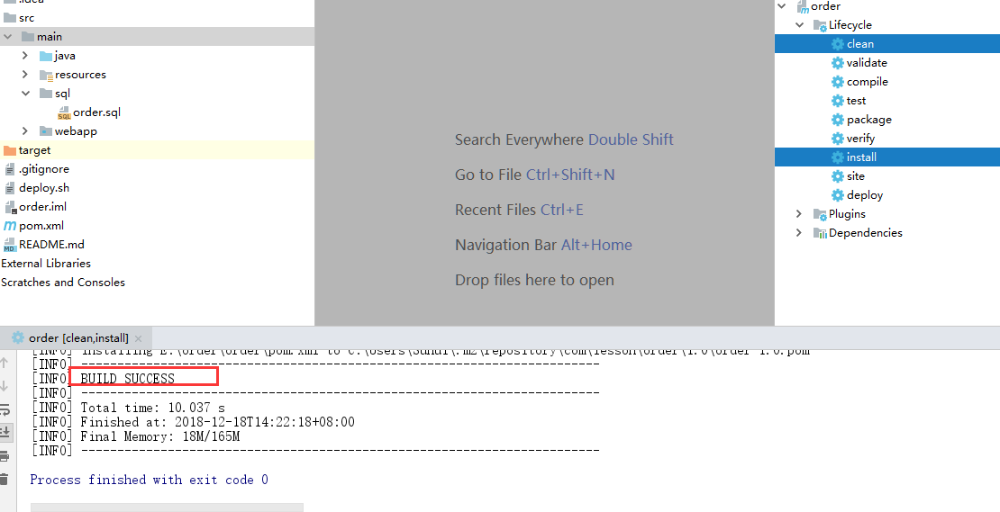 .idea
src
main
java
resources
sql
order.sql
webapp
target
.gitignore
deploy.sh
order.iml
pom.xml
README.md
External Libraries
Scratches and Consoles
Search Everywhere Double Shift
Go to File Ctrl+Shift+N
Recent Files Ctrl+E
Navigation Bar Alt+Home
Drop files here to open
order
Lifecycle
clean
validate
compile
test
package
verify
install
site
deploy
Plugins
Dependencies
order [clean,install]
[INFO] Installing E:\order\order\pom.xml to C:\Users\Sunui\.m2\repository\com\lesson\order\1.0\order-1.0.pom
[INFO] ------------------------------------------------------------------------
[INFO] BUILD SUCCESS
[INFO] ------------------------------------------------------------------------
[INFO] Total time: 10.037 s
[INFO] Finished at: 2018-12-18T14:22:18+08:00
[INFO] Final Memory: 18M/165M
[INFO] ------------------------------------------------------------------------
Process finished with exit code 0